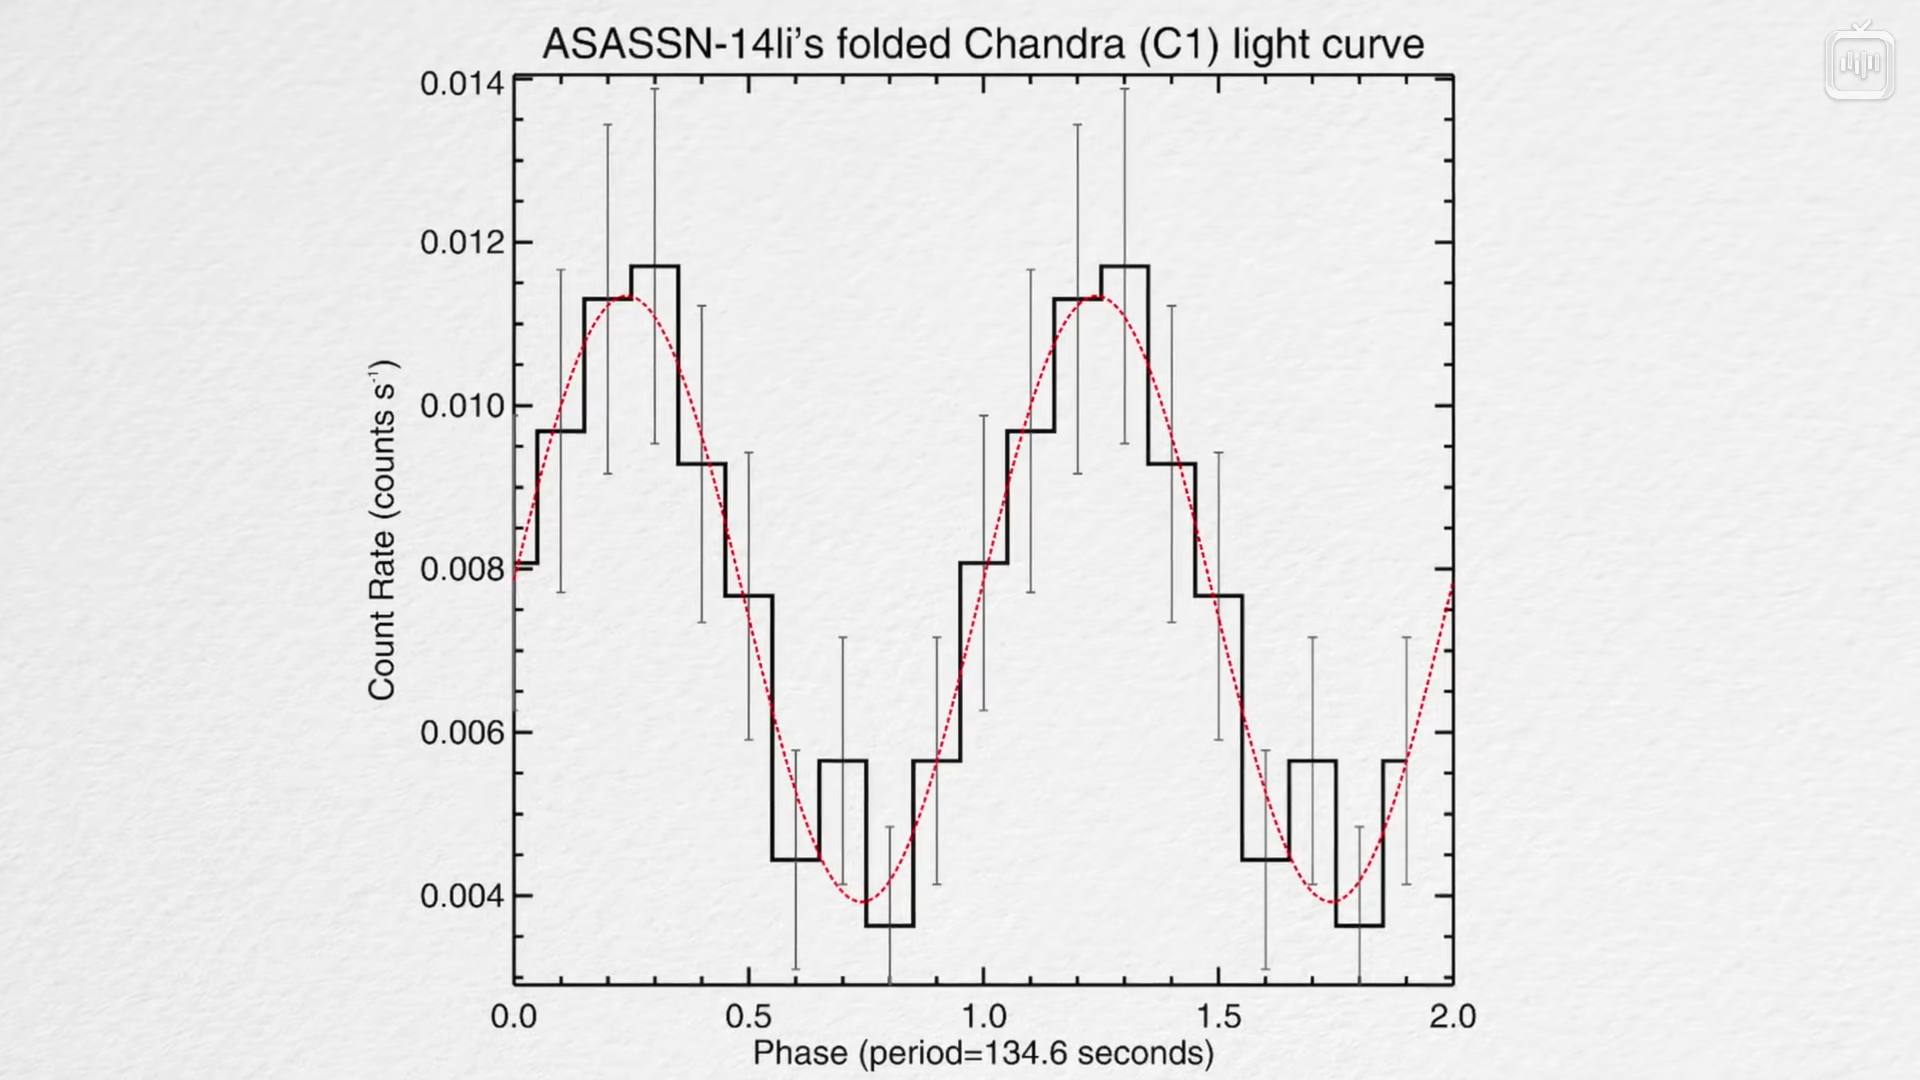 ASASSN-14li’s folded Chandra (C1) light curve
0.014
0.012
0.010
0.008
0.006
0.004
Count Rate (counts s⁻¹)
0.0 0.5 1.0 1.5 2.0
Phase (period=134.6 seconds)